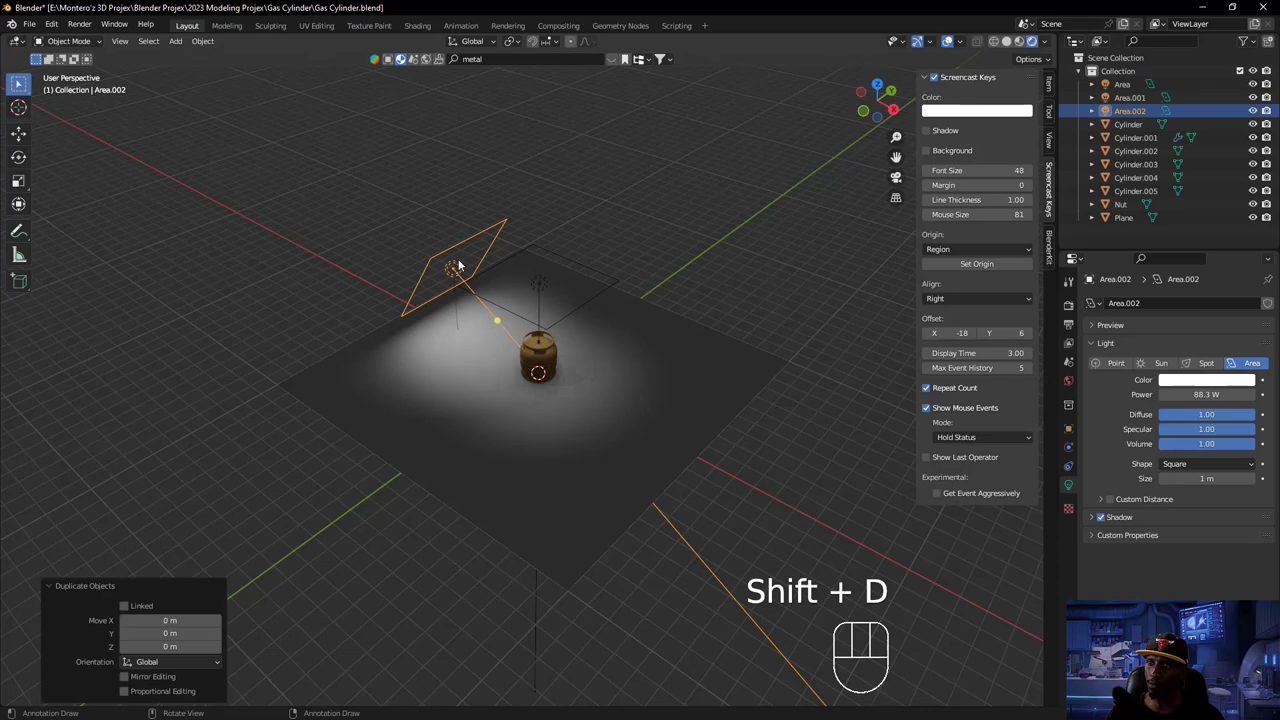 Blender* [E:\Montero'z 3D Projex\Blender Projex\2023 Modeling Projex\Gas Cylinder\Gas Cylinder.blend]
File Edit Render Window Help Layout Modeling Sculpting UV Editing Texture Paint Shading Animation Rendering Compositing Geometry Nodes Scripting + Scene ViewLayer
Object Mode View Select Add Object Global
metal Options
User Perspective
(1) Collection | Area.002
Screencast Keys
Color:
Shadow
Background
Font Size 48
Margin 0
Line Thickness 1.00
Mouse Size 81
Origin:
Region
Set Origin
Align:
Right
Offset:
X -18 Y 6
Display Time 3.00
Max Event History 5
Repeat Count
Show Mouse Events
Mode:
Hold Status
Show Last Operator
Experimental:
Get Event Aggressively
Item
Tool
View
Screencast Keys
BlenderKit
Scene Collection
Collection
Area
Area.001
Area.002
Cylinder
Cylinder.001
Cylinder.002
Cylinder.003
Cylinder.004
Cylinder.005
Nut
Plane
Area.002 > Area.002
Area.002
Preview
Light
Point Sun Spot Area
Color
Power 88.3 W
Diffuse 1.00
Specular 1.00
Volume 1.00
Shape Square
Size 1 m
Custom Distance
Shadow
Custom Properties
Duplicate Objects
Linked
Move X 0 m
Y 0 m
Z 0 m
Orientation Global
Mirror Editing
Proportional Editing
Shift + D
Annotation Draw Rotate View Annotation Draw